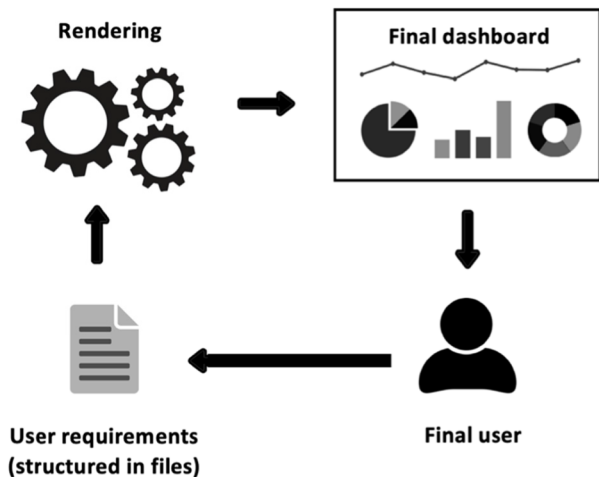 Rendering
Final dashboard
User requirements
(structured in files)
Final user